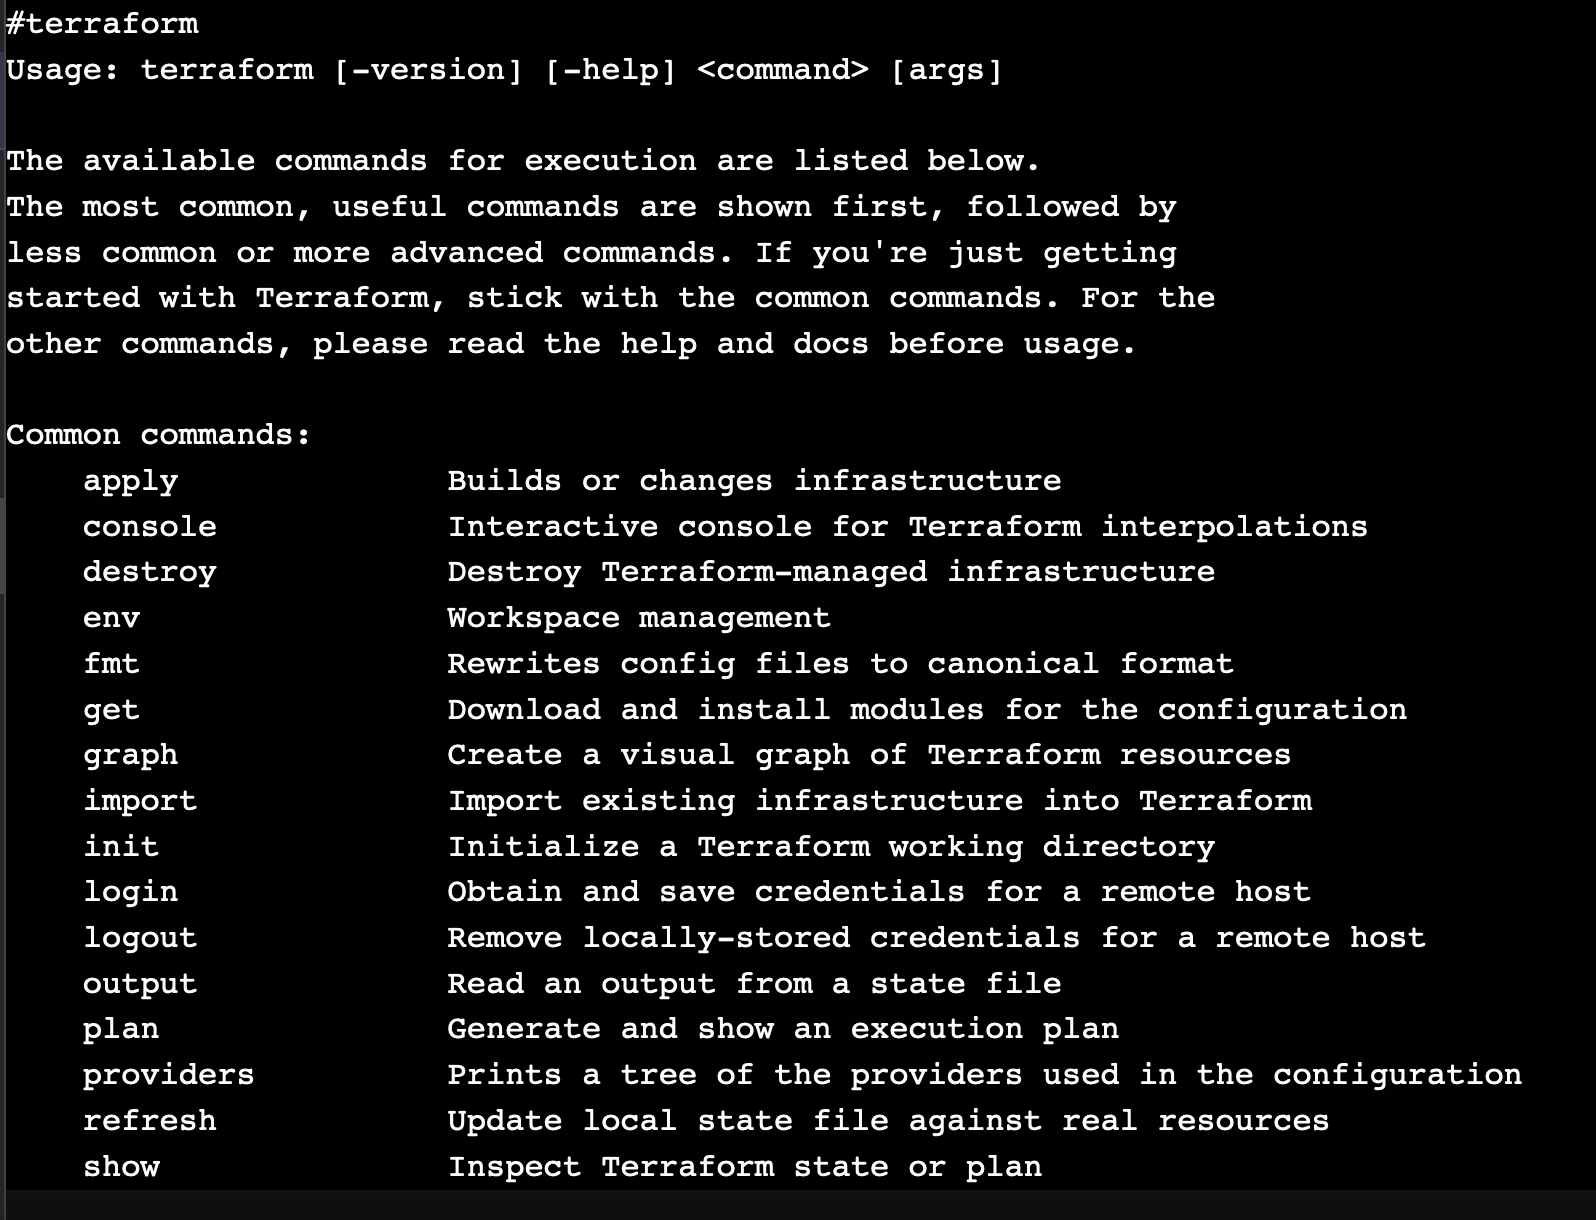 #terraform
Usage: terraform [-version] [-help] <command> [args]
The available commands for execution are listed below.
The most common, useful commands are shown first, followed by
less common or more advanced commands. If you're just getting
started with Terraform, stick with the common commands. For the
other commands, please read the help and docs before usage.
Common commands:
apply Builds or changes infrastructure
console Interactive console for Terraform interpolations
destroy Destroy Terraform-managed infrastructure
env Workspace management
fmt Rewrites config files to canonical format
get Download and install modules for the configuration
graph Create a visual graph of Terraform resources
import Import existing infrastructure into Terraform
init Initialize a Terraform working directory
login Obtain and save credentials for a remote host
logout Remove locally-stored credentials for a remote host
output Read an output from a state file
plan Generate and show an execution plan
providers Prints a tree of the providers used in the configuration
refresh Update local state file against real resources
show Inspect Terraform state or plan